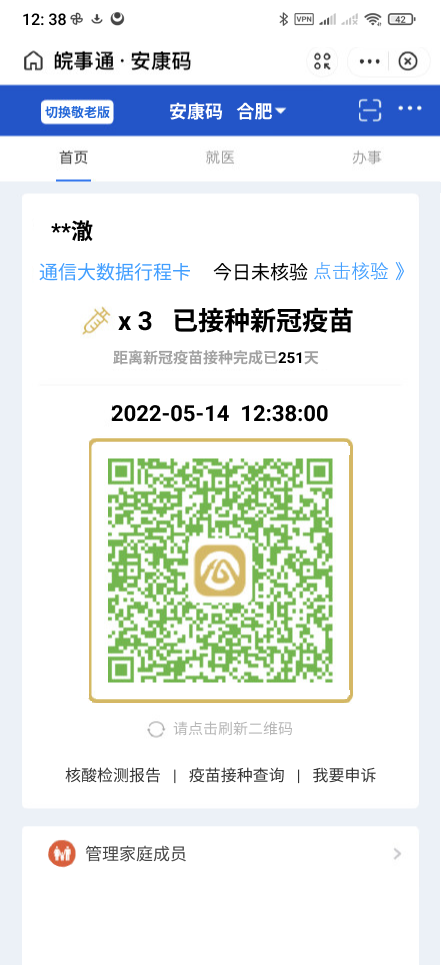 12:38 VPN 42
皖事通 · 安康码
切换敬老版 安康码 合肥
首页 就医 办事
**澈
通信大数据行程卡 今日未核验 点击核验 》
x 3 已接种新冠疫苗
距离新冠疫苗接种完成已251天
2022-05-14 12:38:00
请点击刷新二维码
核酸检测报告 | 疫苗接种查询 | 我要申诉
管理家庭成员